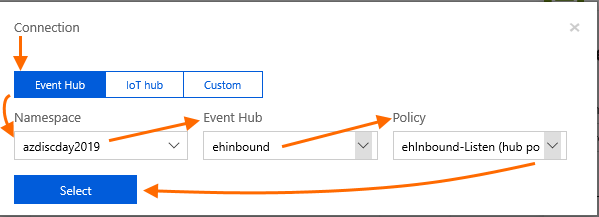 Connection
Event Hub IoT hub Custom
Namespace Event Hub Policy
azdiscday2019 ehinbound ehInbound-Listen (hub po
Select